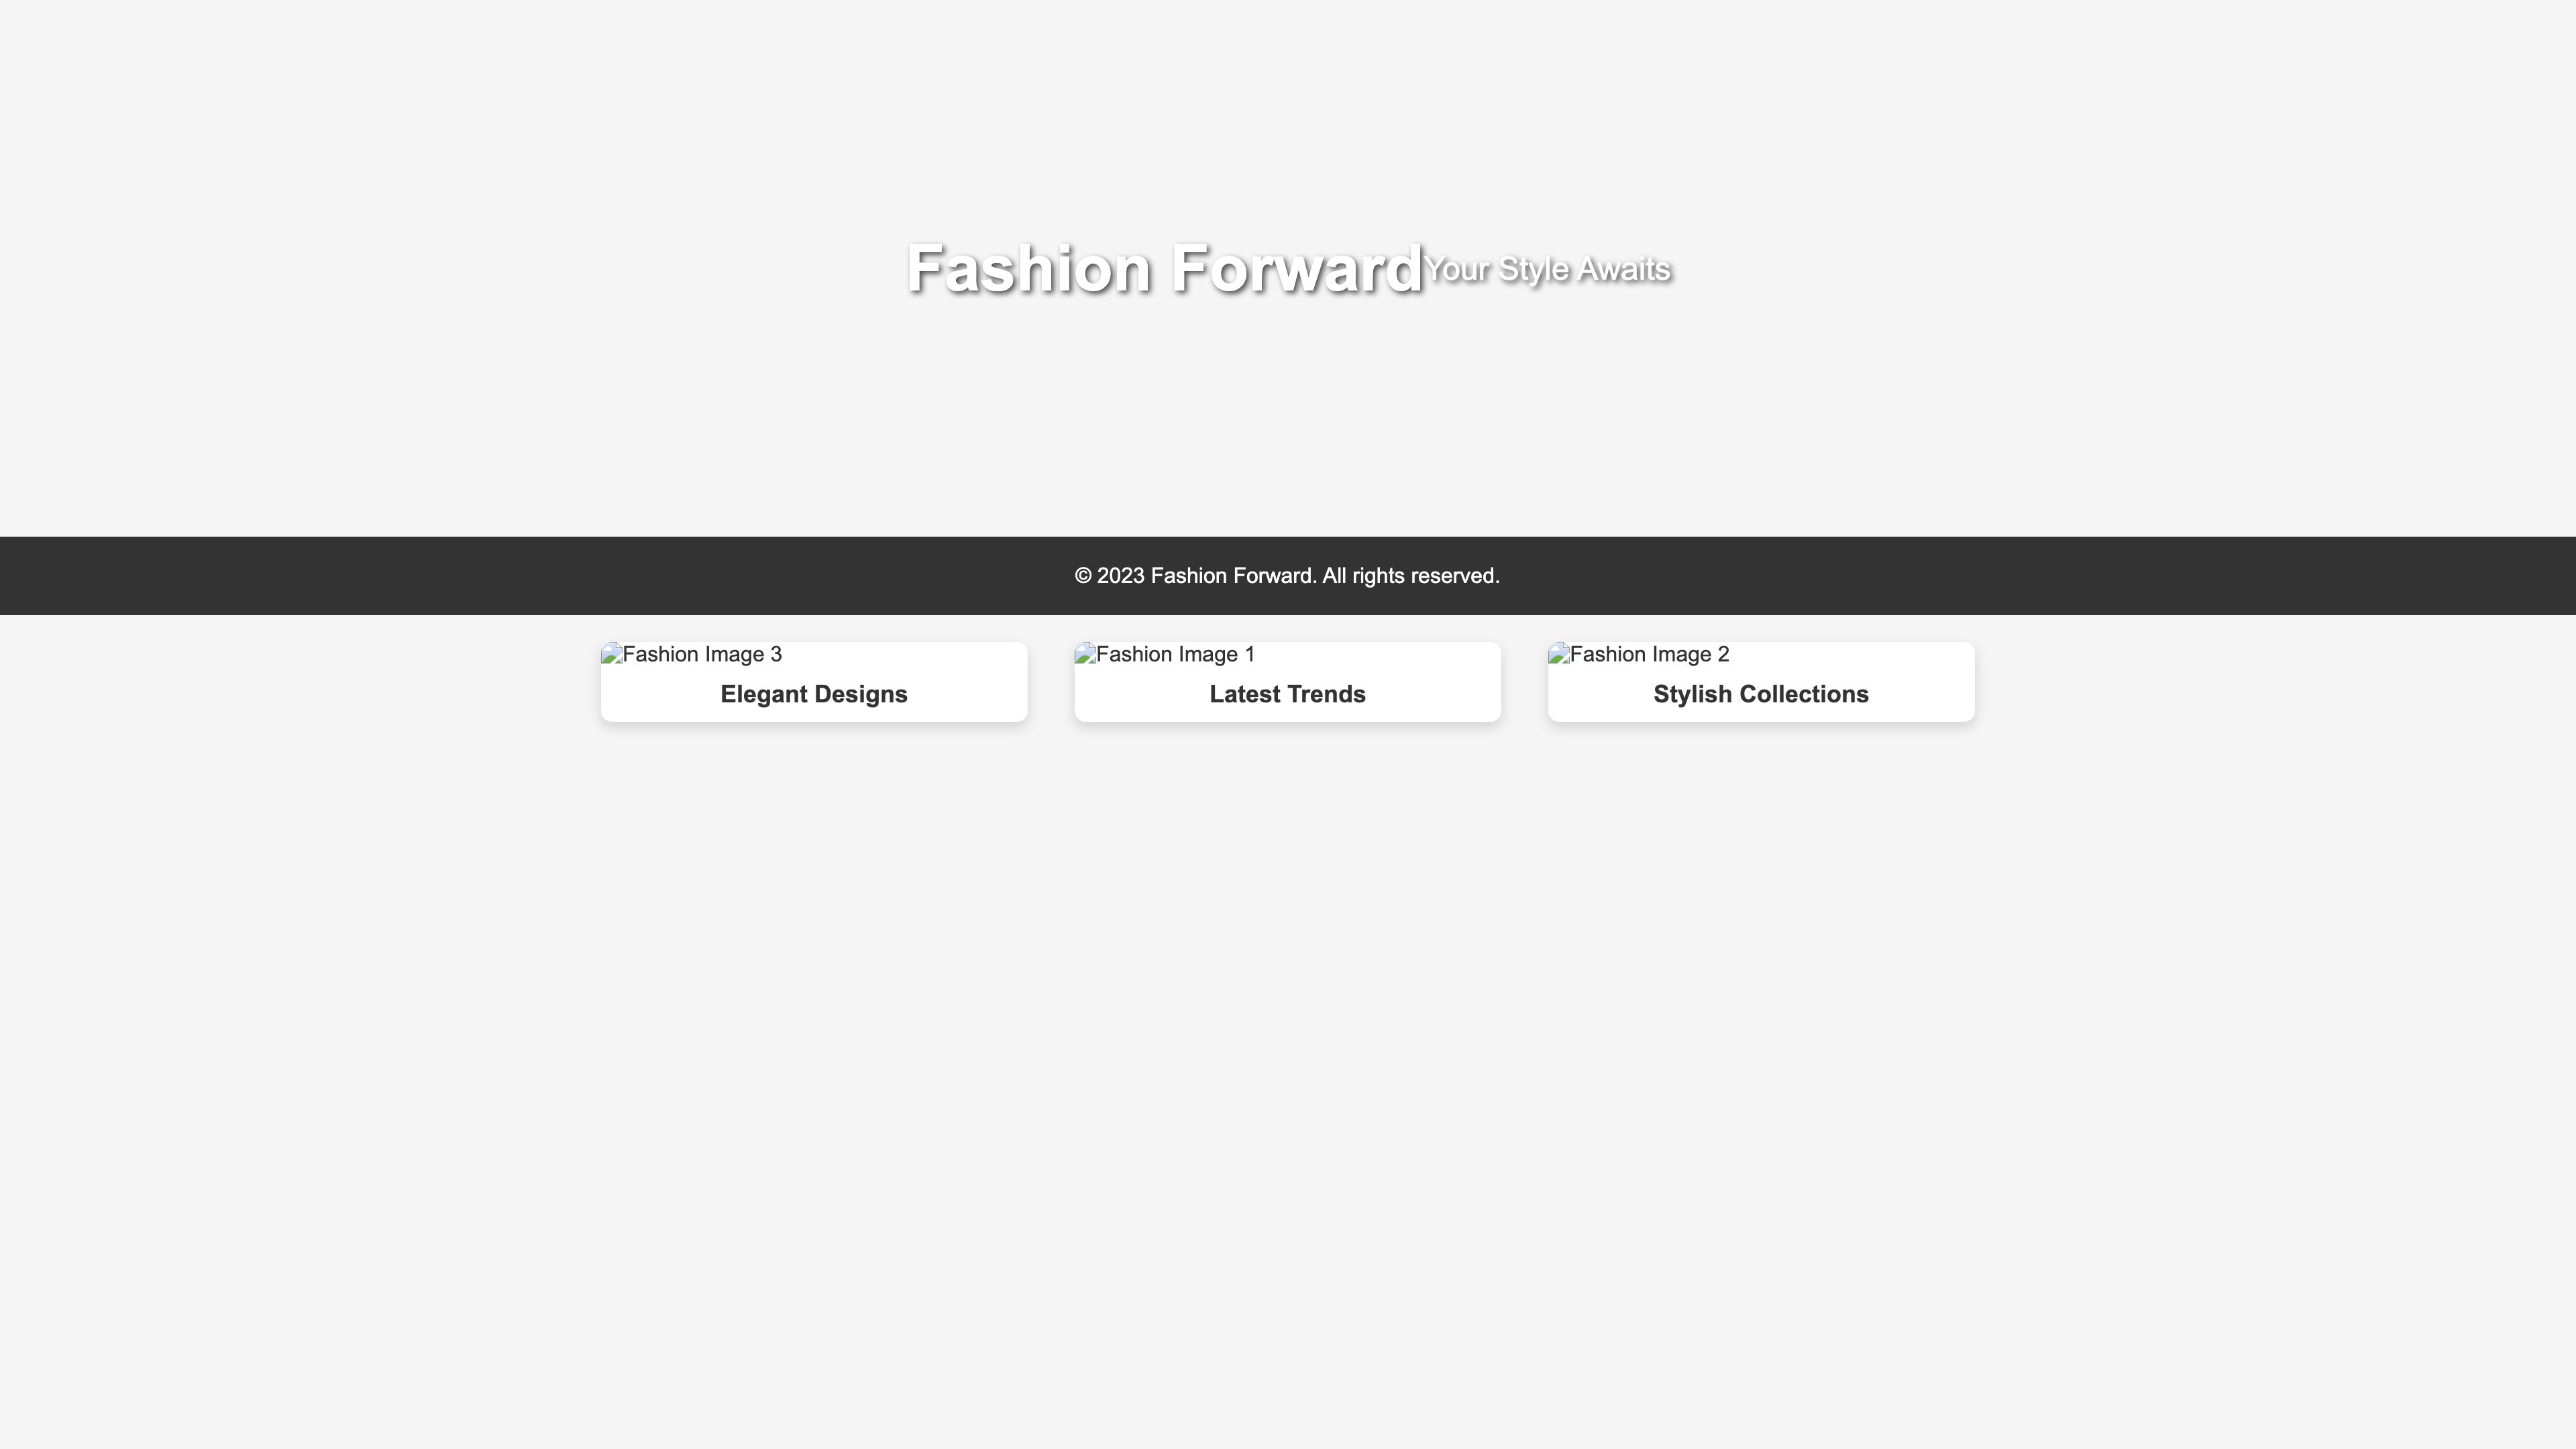 Fashion Forward
Your Style Awaits
© 2023 Fashion Forward. All rights reserved.
Fashion Image 3
Elegant Designs
Fashion Image 1
Latest Trends
Fashion Image 2
Stylish Collections